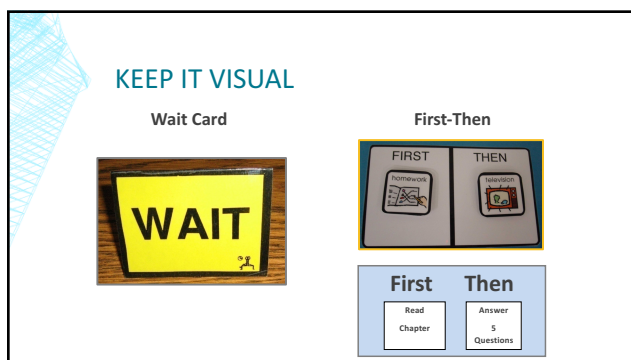 KEEP IT VISUAL
Wait Card
WAIT
First-Then
FIRST THEN
homework television
First Then
Read
Chapter
Answer
5
Questions